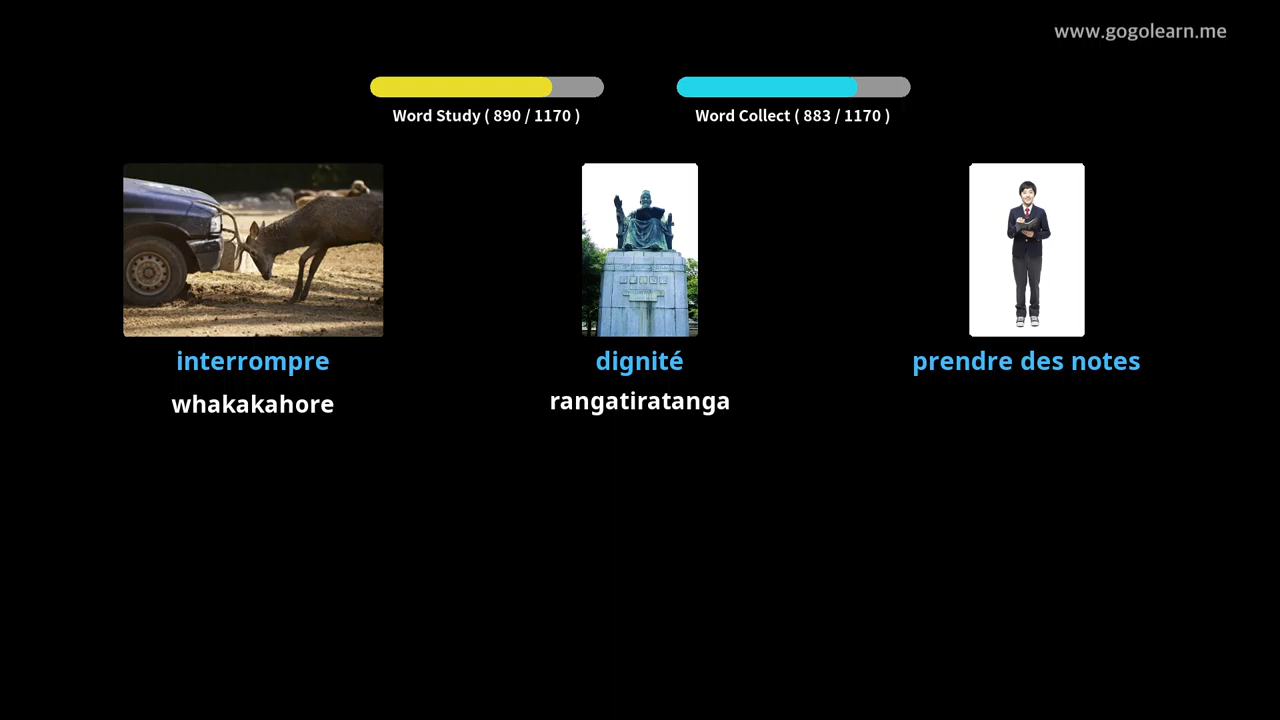 www.gogolearn.me
Word Study ( 890 / 1170 )
Word Collect ( 883 / 1170 )
interrompre
dignité
prendre des notes
whakakahore
rangatiratanga